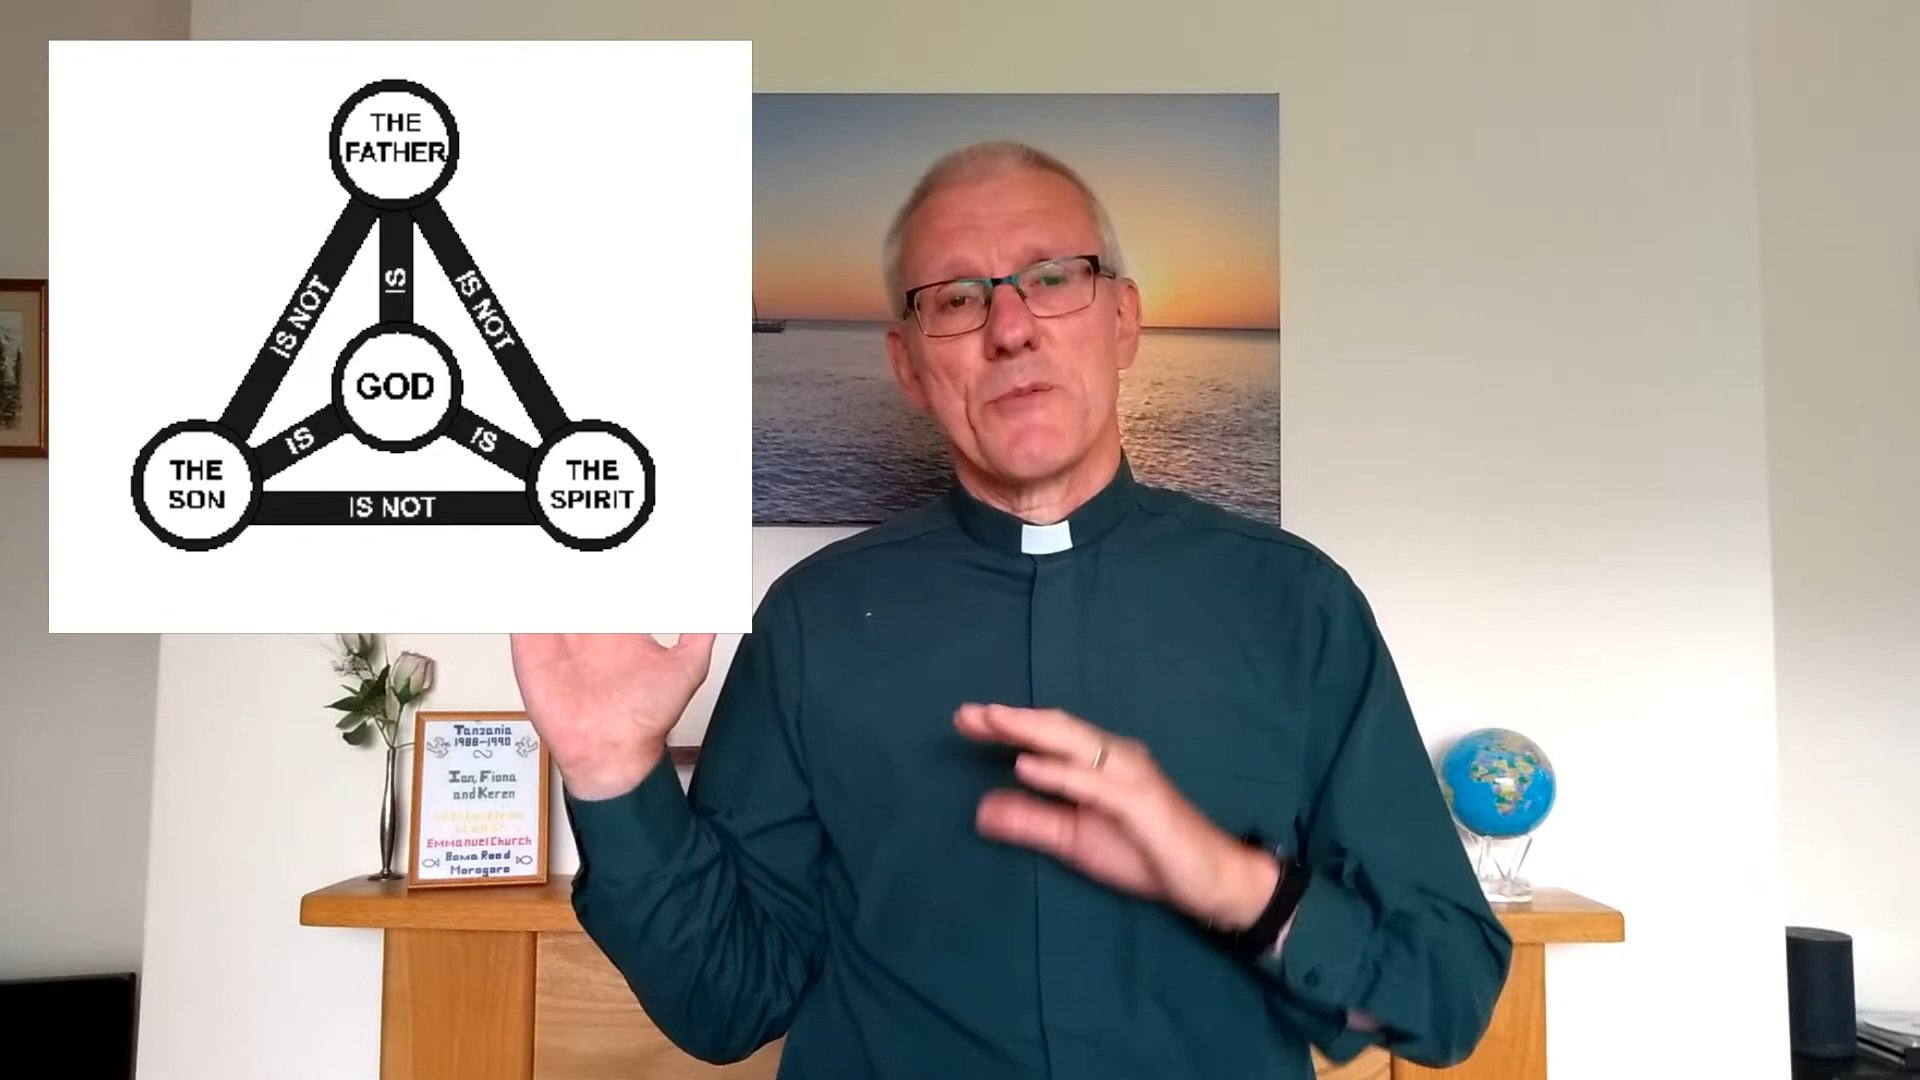 THE
FATHER
IS NOT
IS
IS NOT
GOD
IS
IS
THE
SON
IS NOT
THE
SPIRIT
Tanzania
1988-1990
Ian, Fiona
and Keren
Emmanuel Church
Boma Road
Morogoro